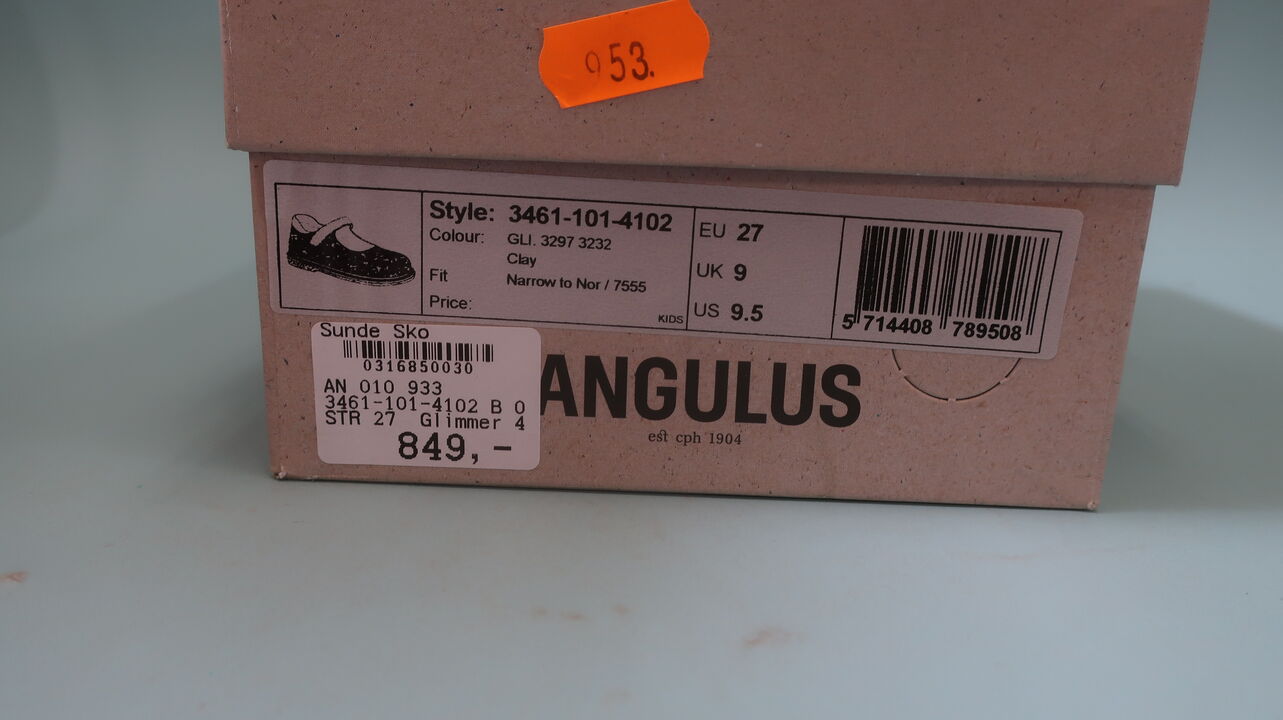 953.
Style: 3461-101-4102
Colour: GLI. 3297 3232
Clay
Fit Narrow to Nor / 7555
Price:
KIDS
EU 27
UK 9
US 9.5
5 714408 789508
Sunde Sko
0316850030
AN 010 933
3461-101-4102 B 0
STR 27 Glimmer 4
849,-
ANGULUS
est cph 1904